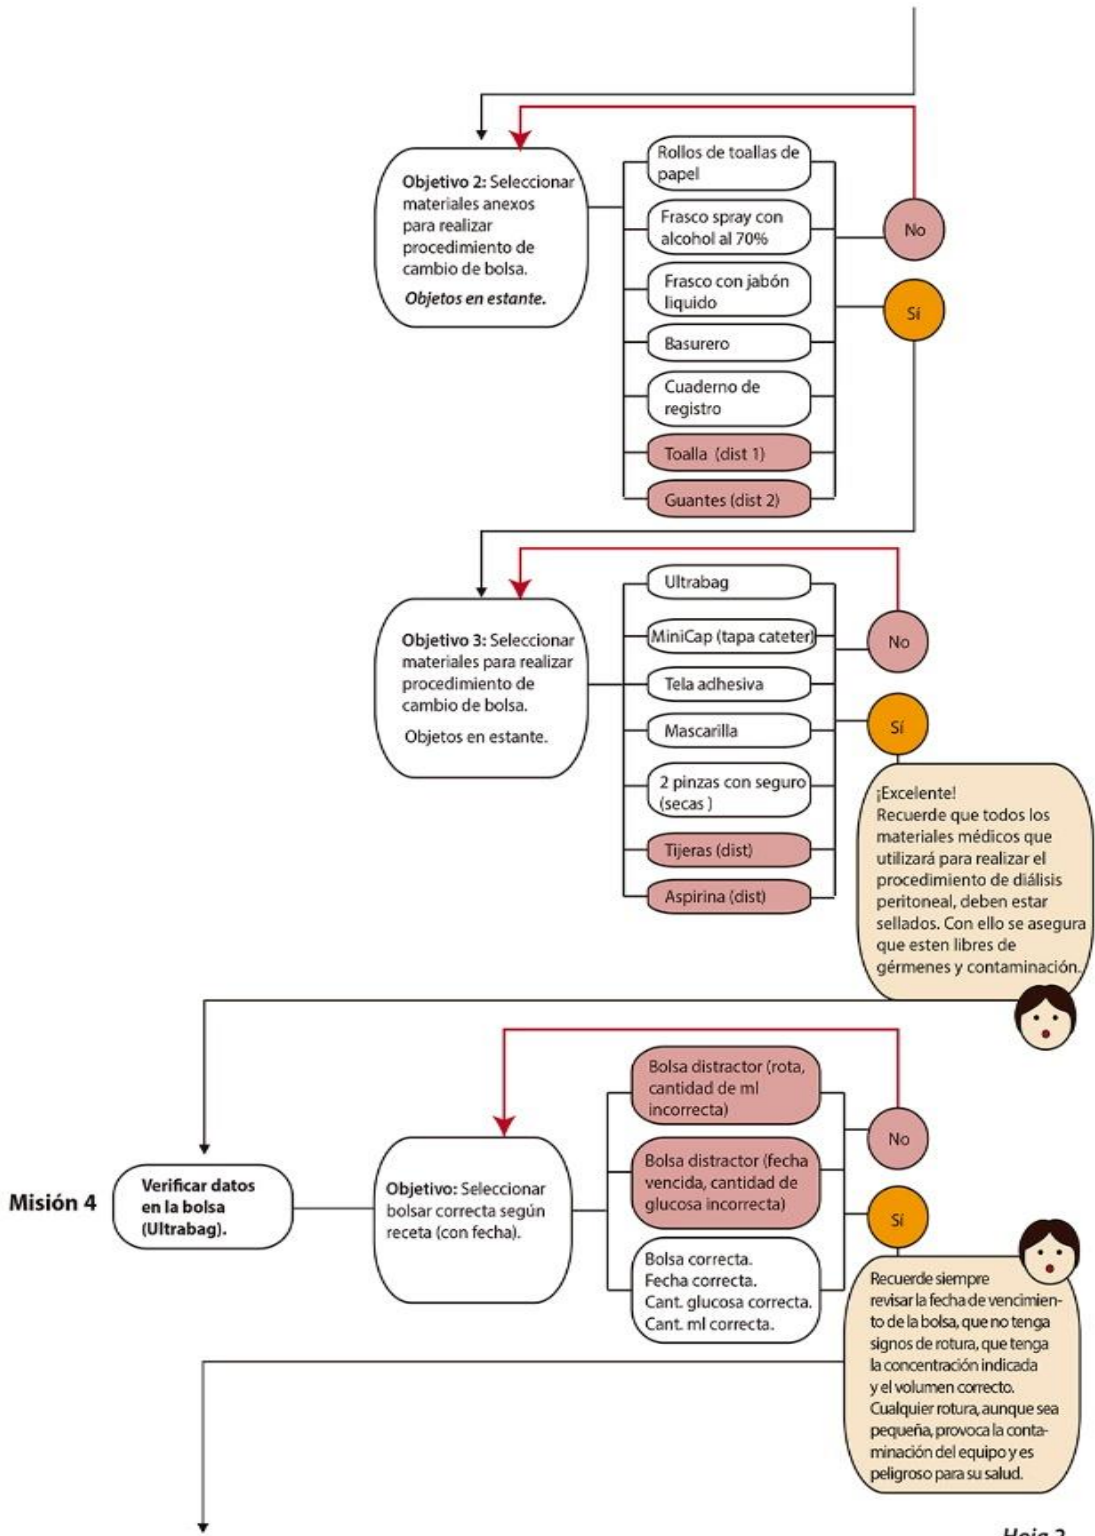 Objetivo 2: Seleccionar
materiales anexos
para realizar
procedimiento de
cambio de bolsa.
Objetos en estante.
Rollos de toallas de
papel
Frasco spray con
alcohol al 70%
Frasco con jabón
liquido
Basurero
Cuaderno de
registro
Toalla (dist 1)
Guantes (dist 2)
No
Sí
Objetivo 3: Seleccionar
materiales para realizar
procedimiento de
cambio de bolsa.
Objetos en estante.
Ultrabag
MiniCap (tapa cateter)
Tela adhesiva
Mascarilla
2 pinzas con seguro
(secas )
Tijeras (dist)
Aspirina (dist)
No
Sí
¡Excelente!
Recuerde que todos los
materiales médicos que
utilizará para realizar el
procedimiento de diálisis
peritoneal, deben estar
sellados. Con ello se asegura
que esten libres de
gérmenes y contaminación.
Misión 4
Verificar datos
en la bolsa
(Ultrabag).
Objetivo: Seleccionar
bolsar correcta según
receta (con fecha).
Bolsa distractor (rota,
cantidad de ml
incorrecta)
Bolsa distractor (fecha
vencida, cantidad de
glucosa incorrecta)
Bolsa correcta.
Fecha correcta.
Cant. glucosa correcta.
Cant. ml correcta.
No
Sí
Recuerde siempre
revisar la fecha de vencimien-
to de la bolsa, que no tenga
signos de rotura, que tenga
la concentración indicada
y el volumen correcto.
Cualquier rotura, aunque sea
pequeña, provoca la conta-
minación del equipo y es
peligroso para su salud.
Hoja 2